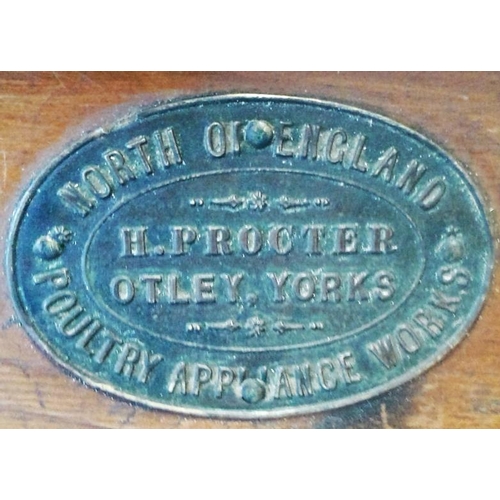 NORTH OF ENGLAND
H. PROCTER
OTLEY, YORKS
POULTRY APPLIANCE WORKS